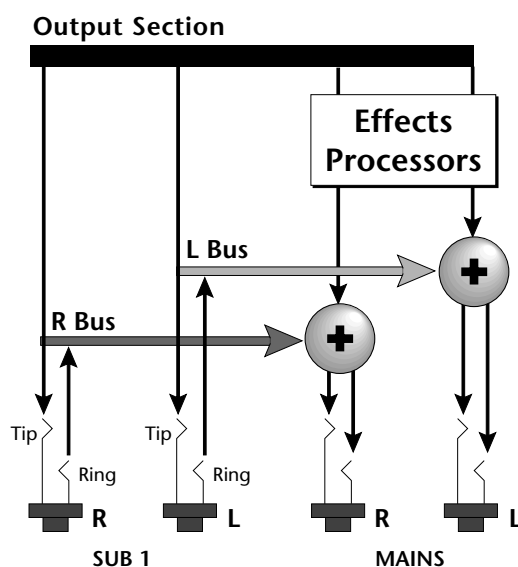 Output Section
Effects
Processors
L Bus
R Bus
Tip
Ring
Tip
Ring
R
L
R
L
SUB 1
MAINS